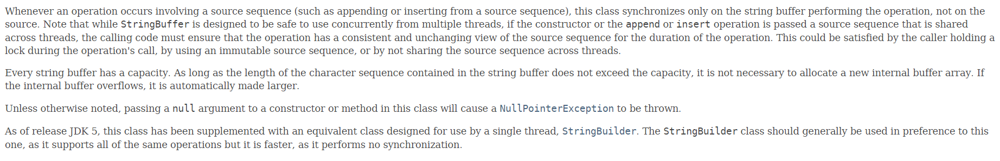 Whenever an operation occurs involving a source sequence (such as appending or inserting from a source sequence), this class synchronizes only on the string buffer performing the operation, not on the
source. Note that while StringBuffer is designed to be safe to use concurrently from multiple threads, if the constructor or the append or insert operation is passed a source sequence that is shared
across threads, the calling code must ensure that the operation has a consistent and unchanging view of the source sequence for the duration of the operation. This could be satisfied by the caller holding a
lock during the operation's call, by using an immutable source sequence, or by not sharing the source sequence across threads.
Every string buffer has a capacity. As long as the length of the character sequence contained in the string buffer does not exceed the capacity, it is not necessary to allocate a new internal buffer array. If
the internal buffer overflows, it is automatically made larger.
Unless otherwise noted, passing a null argument to a constructor or method in this class will cause a NullPointerException to be thrown.
As of release JDK 5, this class has been supplemented with an equivalent class designed for use by a single thread, StringBuilder. The StringBuilder class should generally be used in preference to this
one, as it supports all of the same operations but it is faster, as it performs no synchronization.